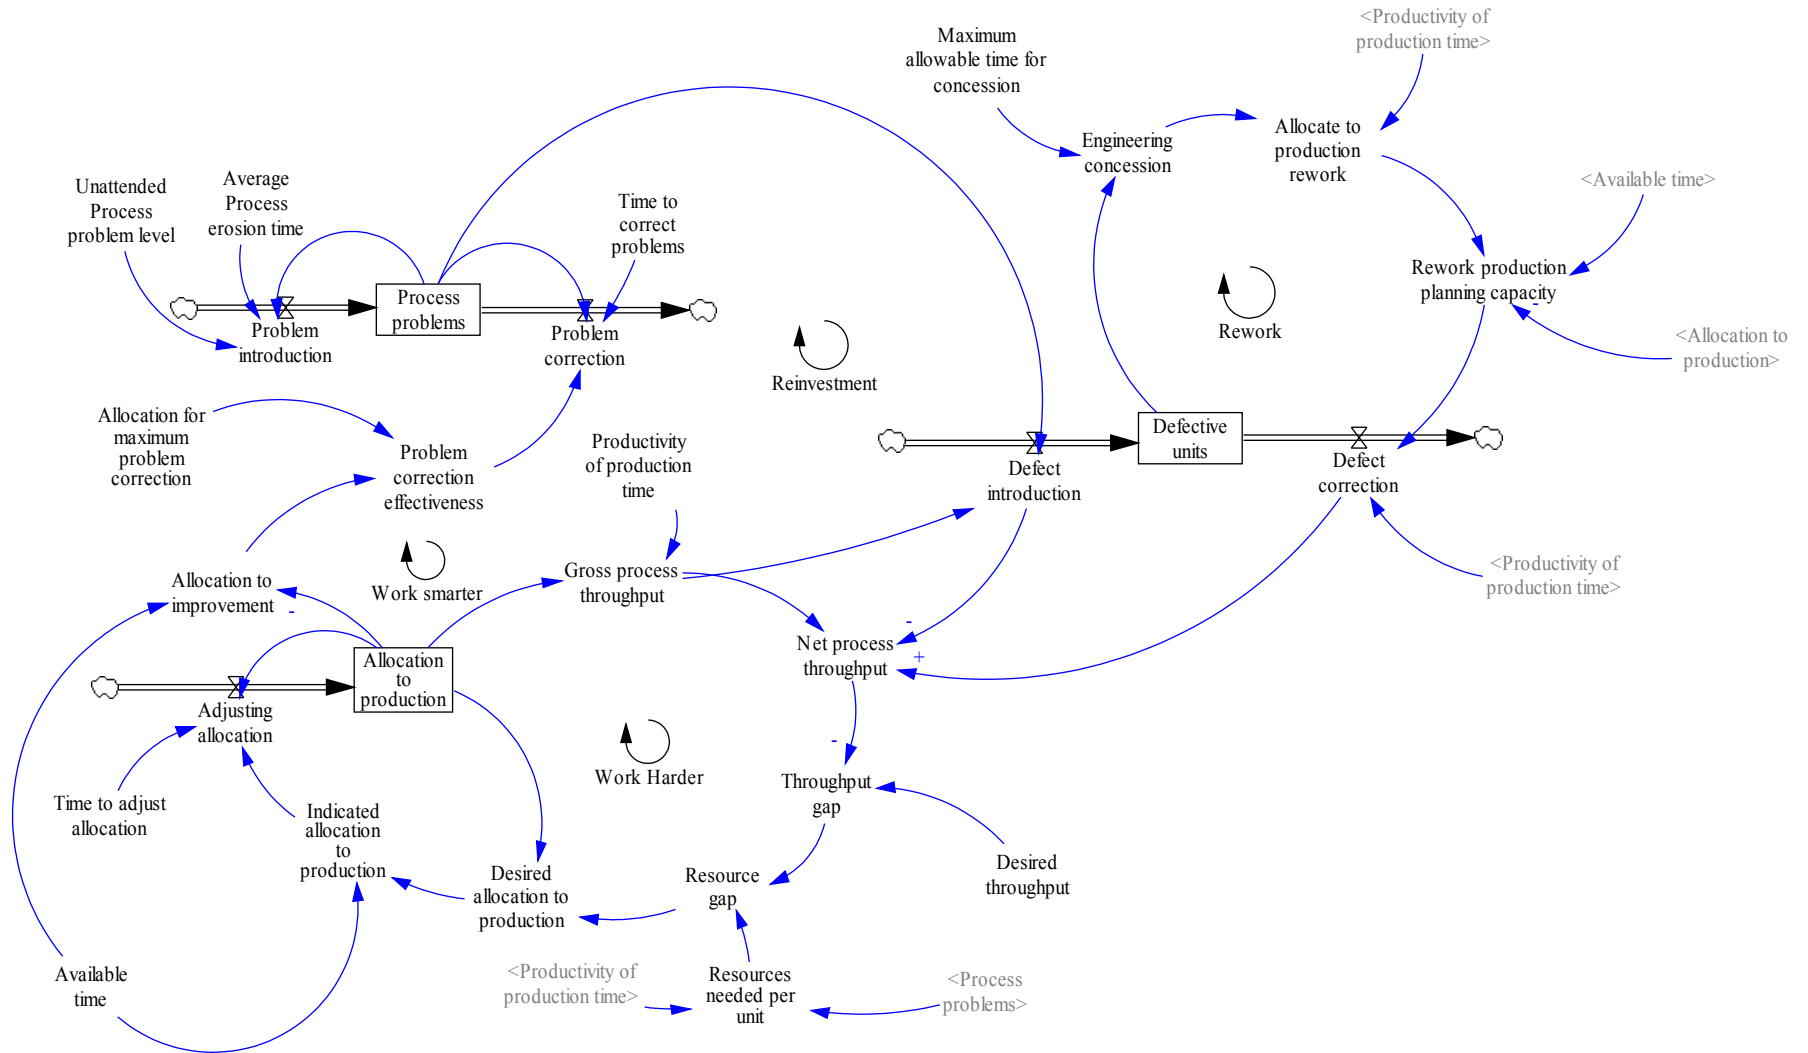 <Productivity of
production time>
Maximum
allowable time for
concession
Engineering
concession
Allocate to
production
rework
<Available time>
Unattended
Process
problem level
Average
Process
erosion time
Time to
correct
problems
Process
problems
Problem
introduction
Problem
correction
Rework production
planning capacity
-
Rework
<Allocation to
production>
Reinvestment
Allocation for
maximum
problem
correction
Problem
correction
effectiveness
Productivity
of production
time
Defective
units
Defect
introduction
Defect
correction
Work smarter
Allocation to
improvement
-
Gross process
throughput
<Productivity of
production time>
-
Net process
throughput
+
Allocation
to
production
Adjusting
allocation
Work Harder
-
Throughput
gap
Time to adjust
allocation
Indicated
allocation
to
production
Desired
allocation to
production
Resource
gap
Desired
throughput
Available
time
<Productivity of
production time>
Resources
needed per
unit
<Process
problems>